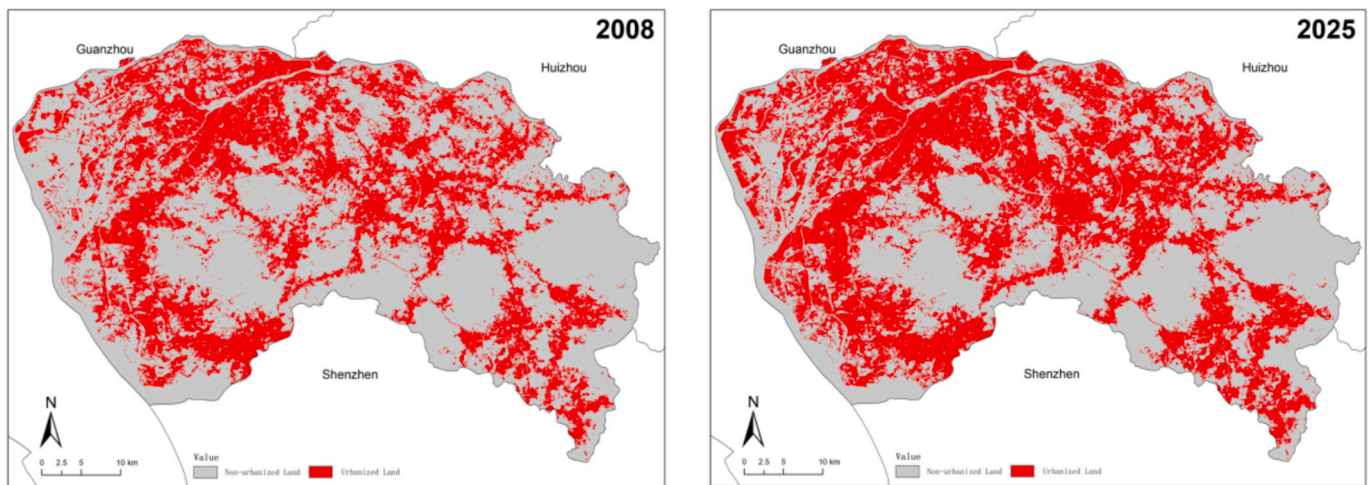 2008
Guanzhou
Huizhou
Shenzhen
N
0 2.5 5 10 km
Value
Non-urbanized Land Urbanized Land
2025
Guanzhou
Huizhou
Shenzhen
N
0 2.5 5 10 km
Value
Non-urbanized Land Urbanized Land